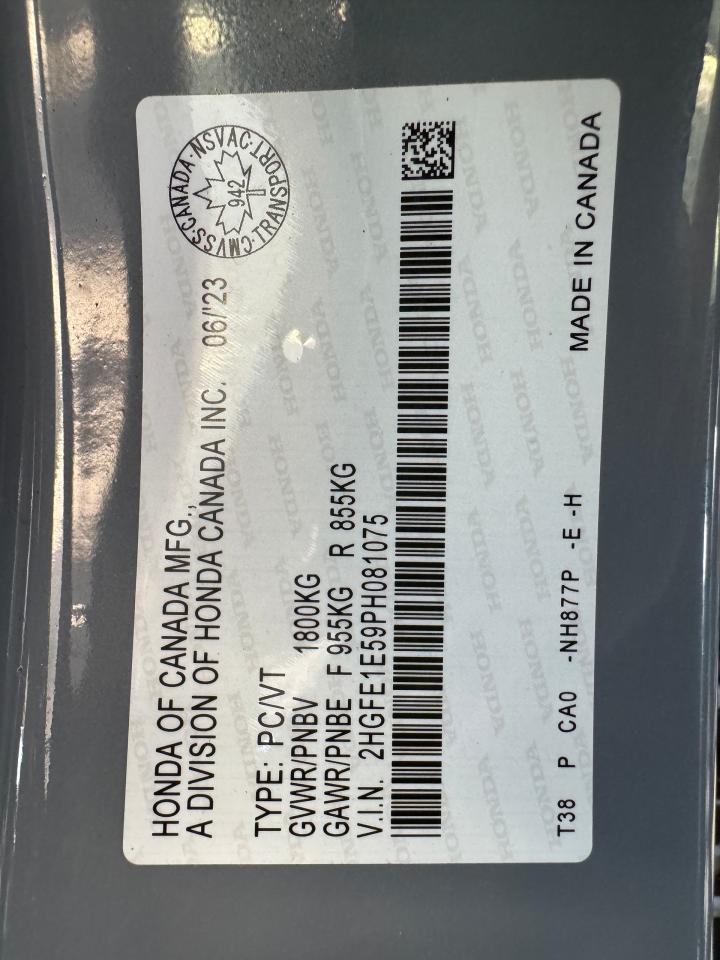 HONDA OF CANADA MFG.,
A DIVISION OF HONDA CANADA INC. 06/'23
CMVSS·CANADA·NSVAC·TRANSPORT·
942
TYPE: PC/VT
GVWR/PNBV 1800KG
GAWR/PNBE F 955KG R 855KG
V.I.N. 2HGFE1E59PH081075
T38 P CA0 -NH877P -E -H
MADE IN CANADA